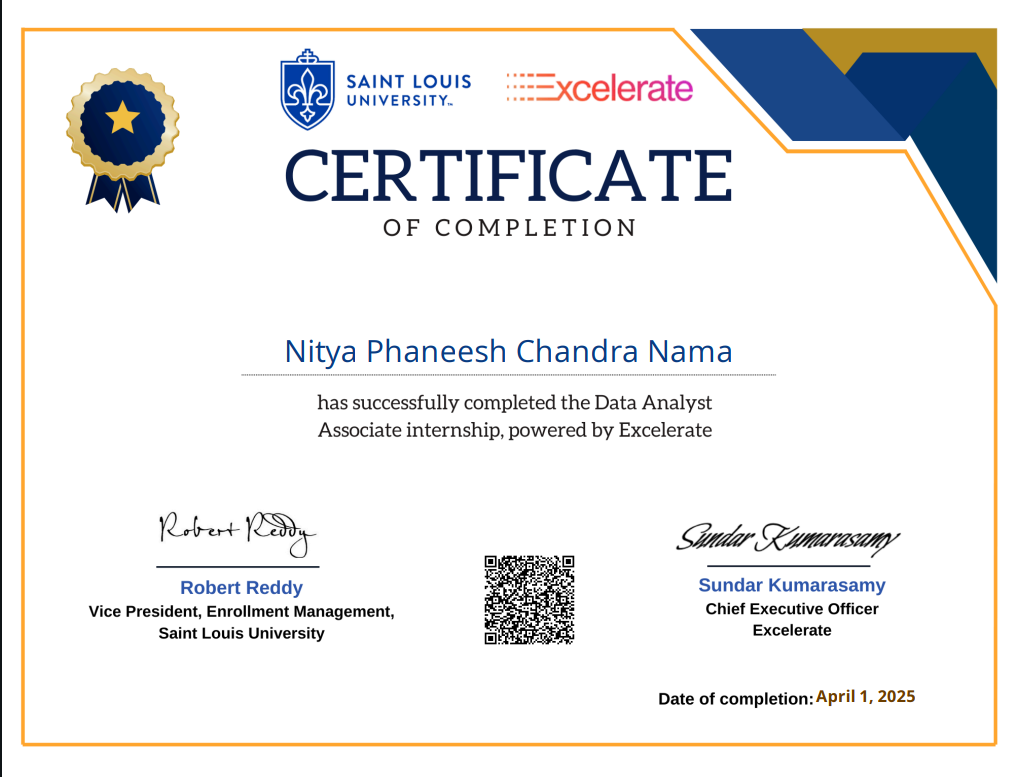 SAINT LOUIS
UNIVERSITY™
Excelerate
CERTIFICATE
OF COMPLETION
Nitya Phaneesh Chandra Nama
has successfully completed the Data Analyst
Associate internship, powered by Excelerate
Robert Reddy
Robert Reddy
Vice President, Enrollment Management,
Saint Louis University
Sundar Kumarasamy
Sundar Kumarasamy
Chief Executive Officer
Excelerate
Date of completion: April 1, 2025